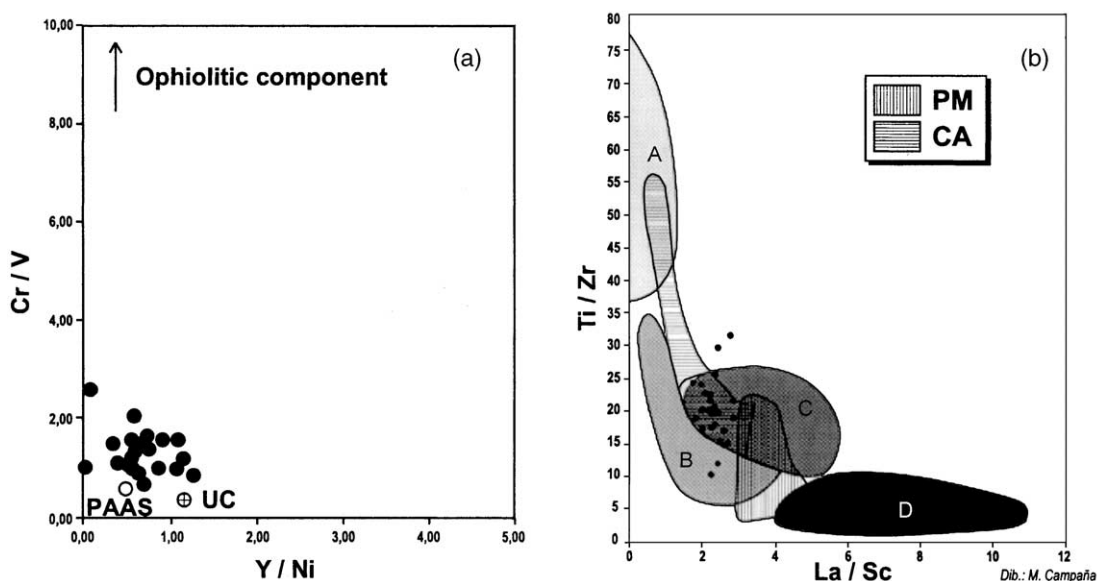 (a)
Ophiolitic component
Cr / V
10,00
8,00
6,00
4,00
2,00
0,00
PAAS
UC
0,00
1,00
2,00
3,00
4,00
5,00
Y / Ni
(b)
PM
CA
Ti / Zr
80
75
70
65
60
55
50
45
40
35
30
25
20
15
10
5
0
A
B
C
D
0
2
4
6
8
10
12
La / Sc
Dib.: M. Campaña